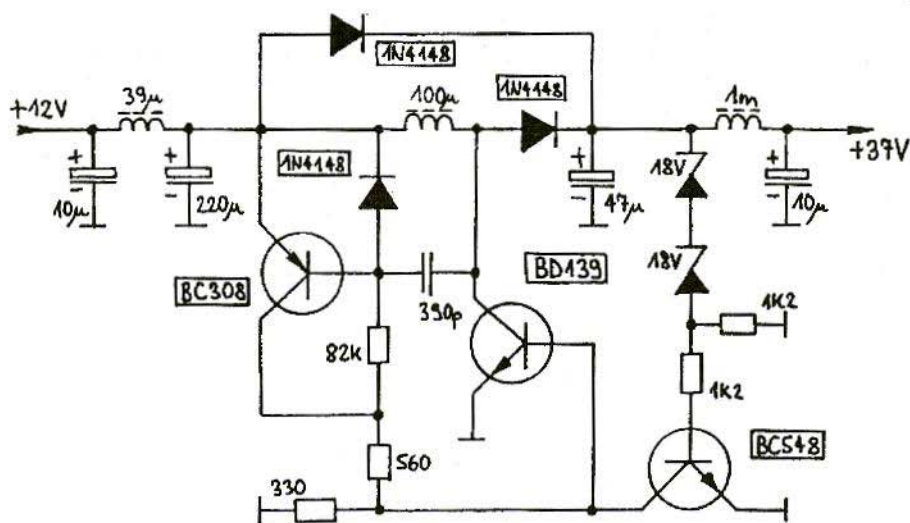 1N4148
+12V
39µ
100µ
1N4148
1m
+37V
+
-
10µ
+
-
220µ
1N4148
+
-
47µ
18V
+
-
10µ
BC308
390p
BD139
18V
1K2
82K
1K2
560
BC548
330